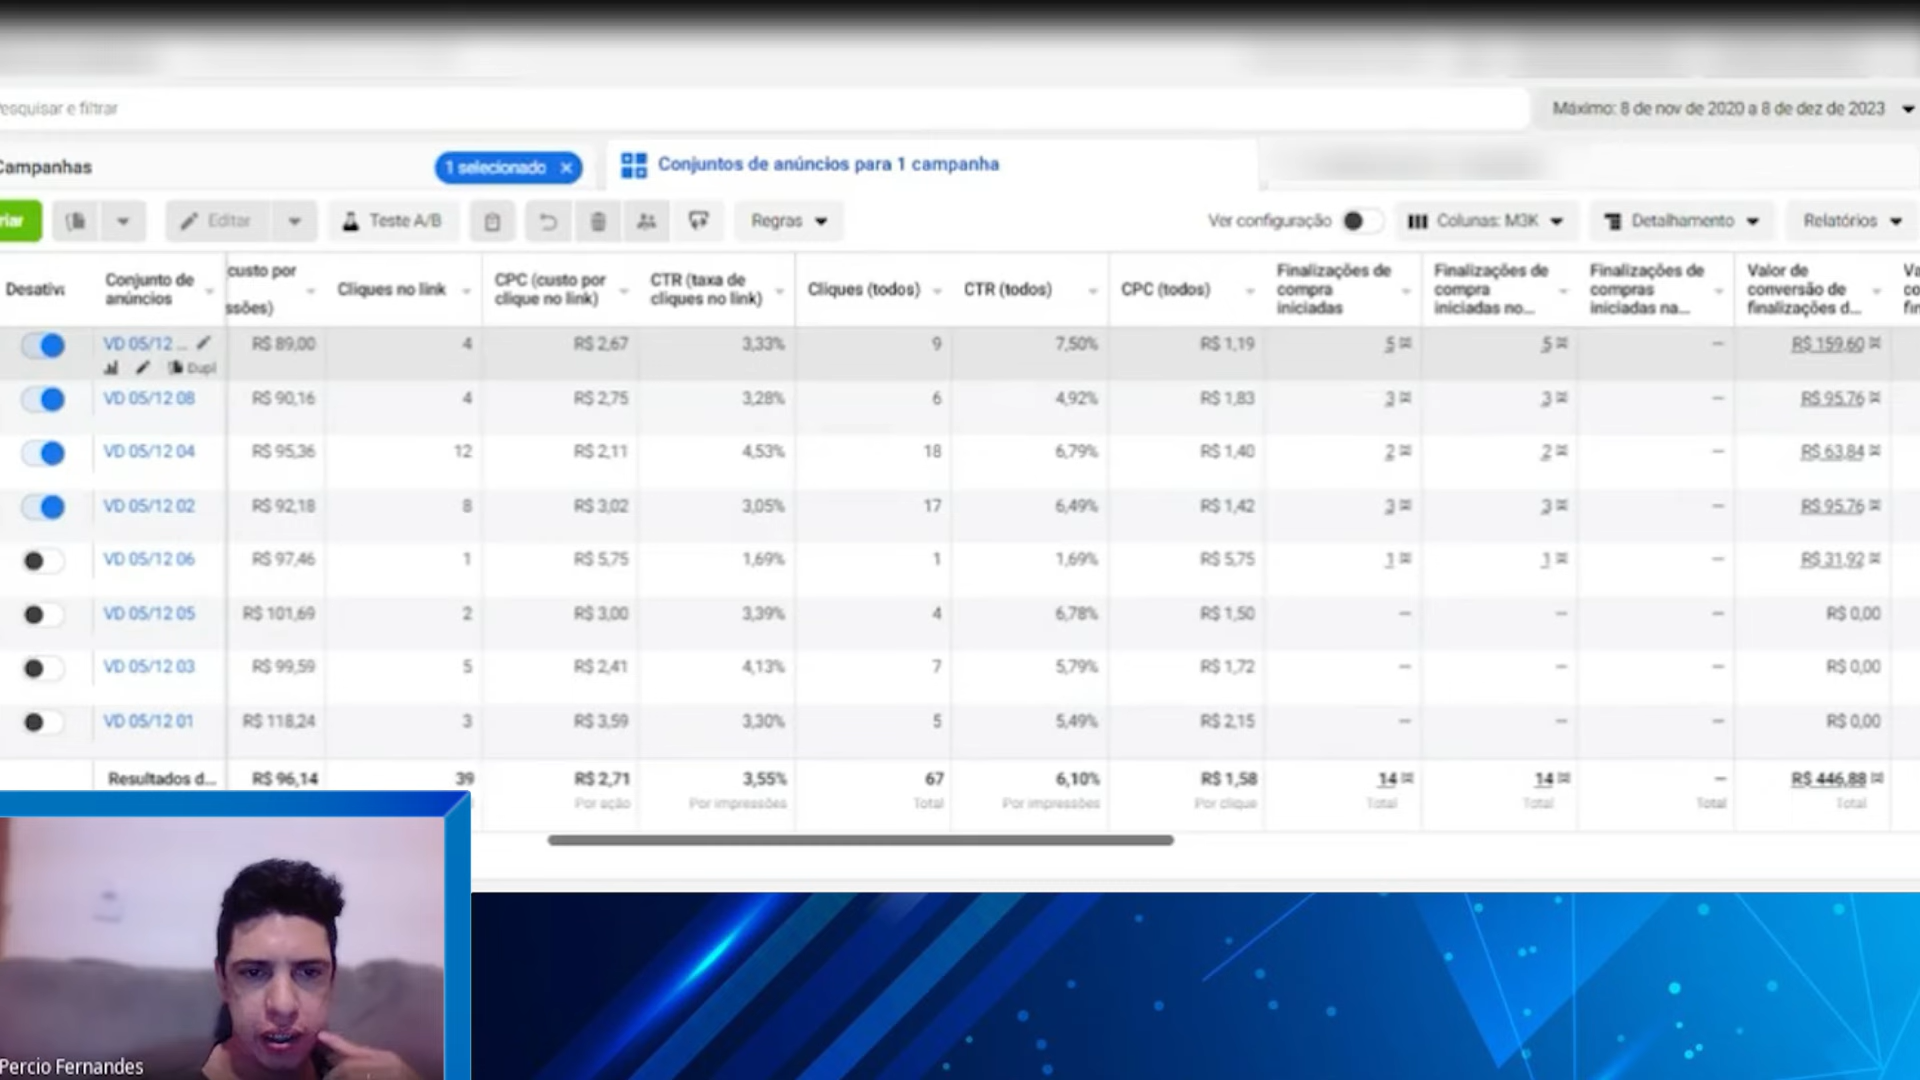 Pesquisar e filtrar
Máximo: 8 de nov de 2020 a 8 de dez de 2023
Campanhas
1 selecionado ×
Conjuntos de anúncios para 1 campanha
riar
Editar
Teste A/B
Regras
Ver configuração
Colunas: M3K
Detalhamento
Relatórios
Desativa Conjunto de anúncios custo por ssões) Cliques no link CPC (custo por clique no link) CTR (taxa de cliques no link) Cliques (todos) CTR (todos) CPC (todos) Finalizações de compra iniciadas Finalizações de compra iniciadas no... Finalizações de compras iniciadas na... Valor de conversão de finalizações d... Va co fir
VD 05/12 ... R$ 89,00 4 R$ 2,67 3,33% 9 7,50% R$ 1,19 5 5 — R$ 159,60
Dupl
VD 05/12 08 R$ 90,16 4 R$ 2,75 3,28% 6 4,92% R$ 1,83 3 3 — R$ 95,76
VD 05/12 04 R$ 95,36 12 R$ 2,11 4,53% 18 6,79% R$ 1,40 2 2 — R$ 63,84
VD 05/12 02 R$ 92,18 8 R$ 3,02 3,05% 17 6,49% R$ 1,42 3 3 — R$ 95,76
VD 05/12 06 R$ 97,46 1 R$ 5,75 1,69% 1 1,69% R$ 5,75 1 1 — R$ 31,92
VD 05/12 05 R$ 101,69 2 R$ 3,00 3,39% 4 6,78% R$ 1,50 — — — R$ 0,00
VD 05/12 03 R$ 99,59 5 R$ 2,41 4,13% 7 5,79% R$ 1,72 — — — R$ 0,00
VD 05/12 01 R$ 118,24 3 R$ 3,59 3,30% 5 5,49% R$ 2,15 — — — R$ 0,00
Resultados d... R$ 96,14 39 R$ 2,71 3,55% 67 6,10% R$ 1,58 14 14 — R$ 446,88
Por ação Por impressões Total Por impressões Por clique Total Total Total Total
Percio Fernandes